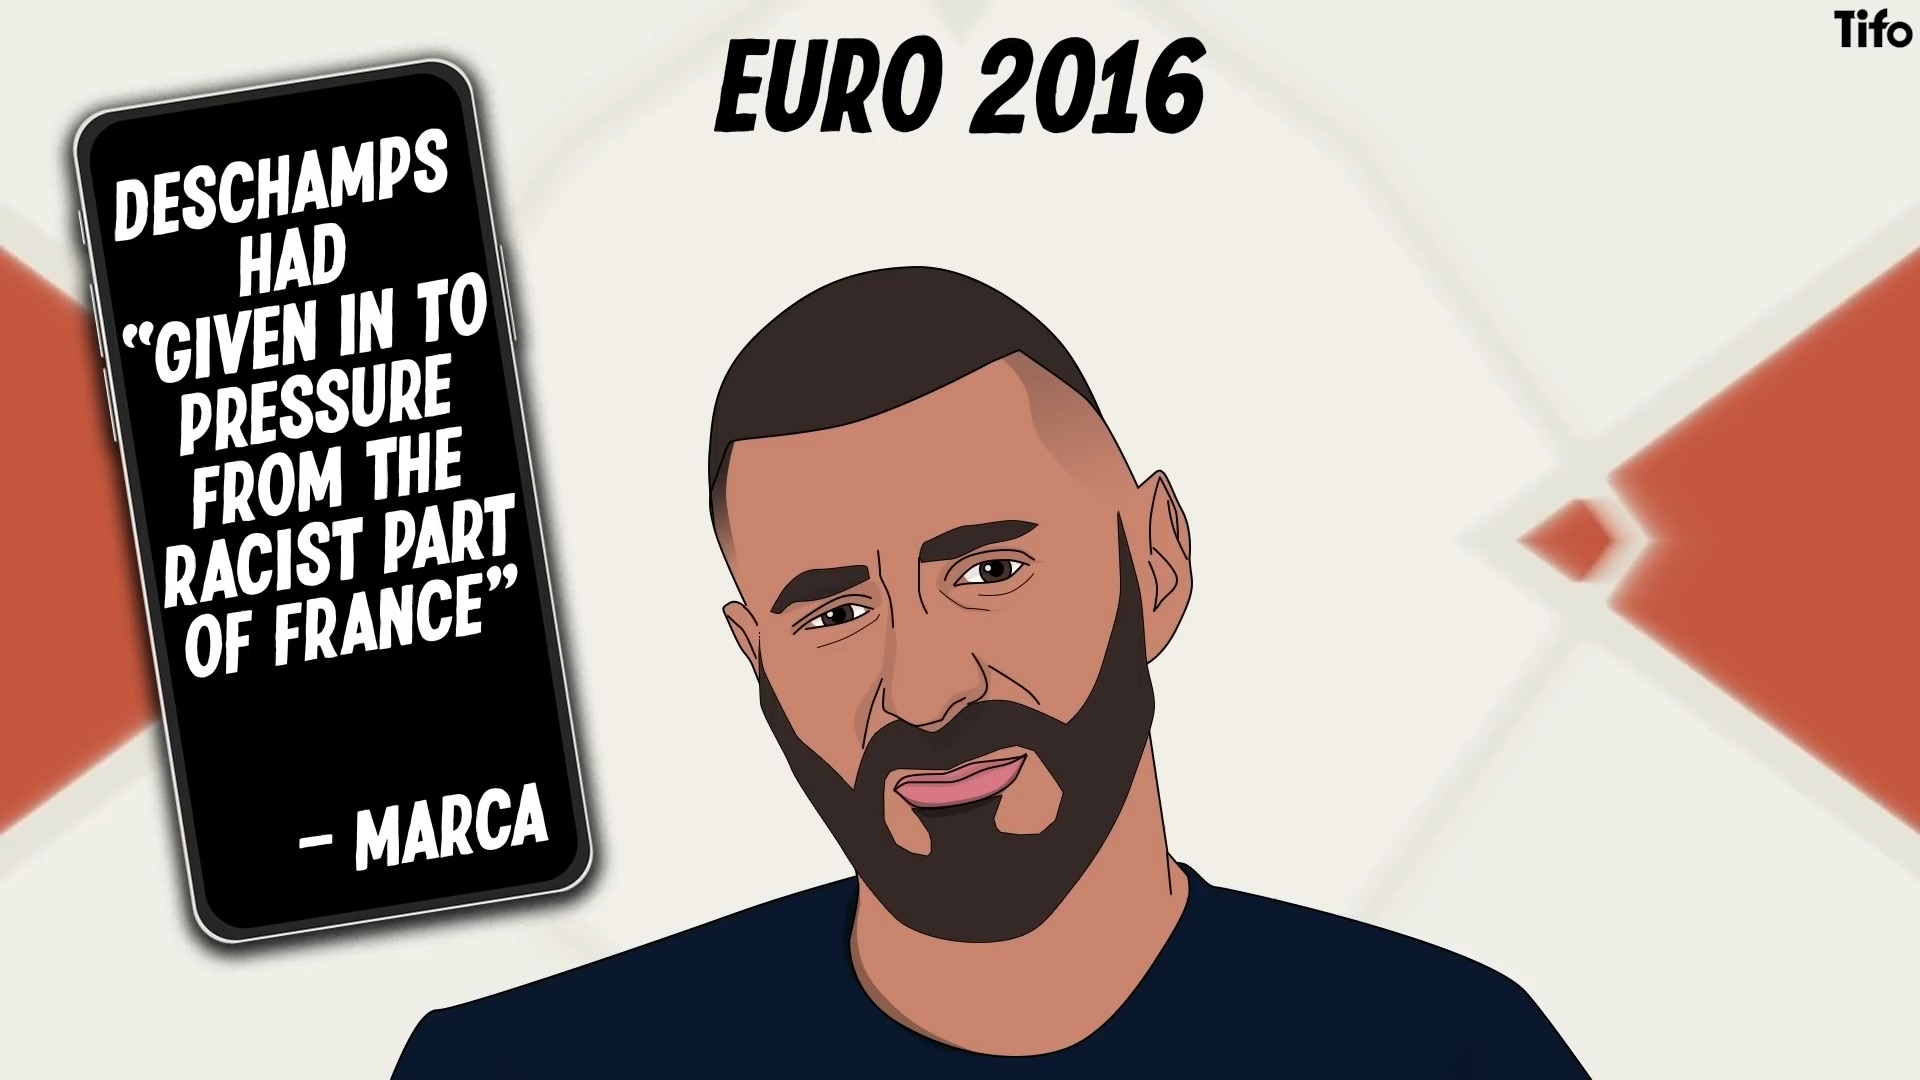 Tifo
EURO 2016
DESCHAMPS
HAD
“GIVEN IN TO
PRESSURE
FROM THE
RACIST PART
OF FRANCE”
– MARCA